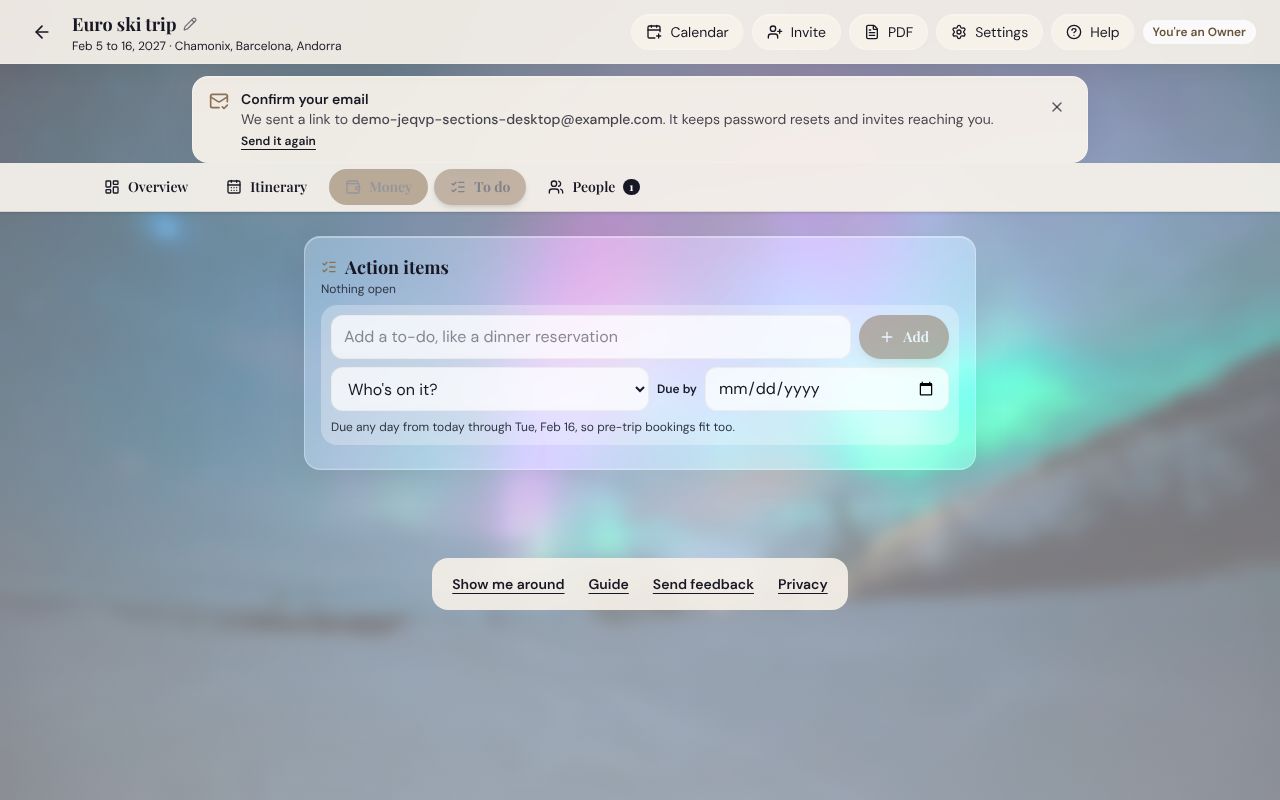 Euro ski trip
Feb 5 to 16, 2027 · Chamonix, Barcelona, Andorra
Calendar
Invite
PDF
Settings
Help
You're an Owner
Confirm your email
We sent a link to demo-jeqvp-sections-desktop@example.com. It keeps password resets and invites reaching you.
Send it again
Overview
Itinerary
Money
To do
People 1
Action items
Nothing open
Add a to-do, like a dinner reservation
Add
Who's on it?
Due by
mm/dd/yyyy
Due any day from today through Tue, Feb 16, so pre-trip bookings fit too.
Show me around
Guide
Send feedback
Privacy